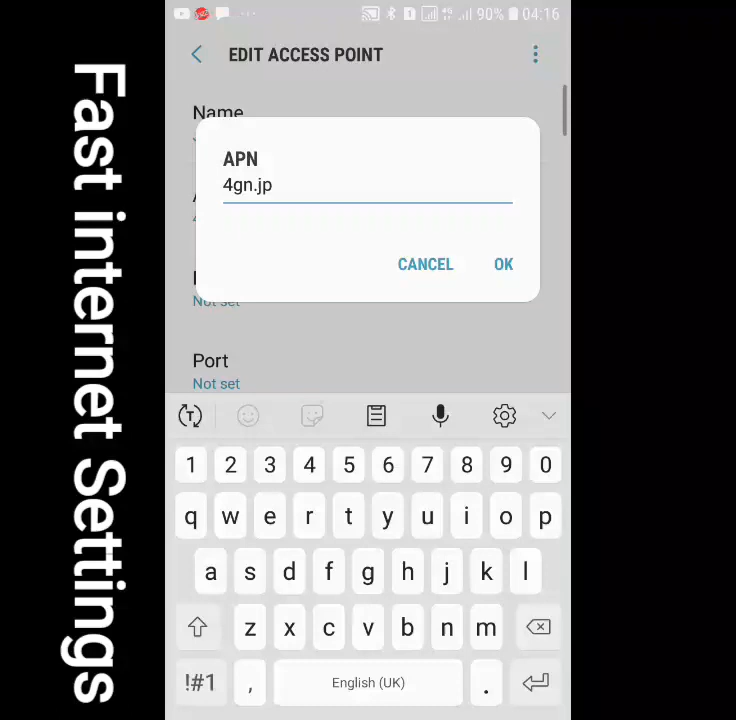 Fast internet Settings
90% 04:16
EDIT ACCESS POINT
Name
APN
4gn.jp
CANCEL OK
Not set
Port
Not set
1 2 3 4 5 6 7 8 9 0
q w e r t y u i o p
a s d f g h j k l
z x c v b n m
!#1 , English (UK) .